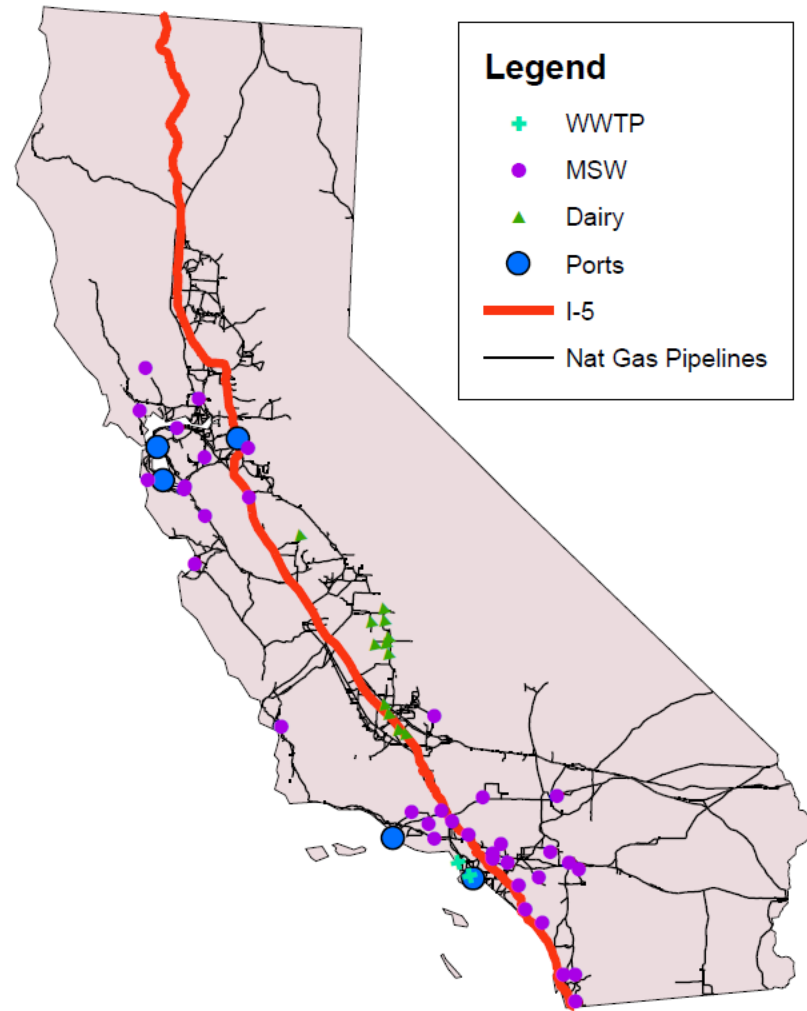 Legend
WWTP
MSW
Dairy
Ports
I-5
Nat Gas Pipelines